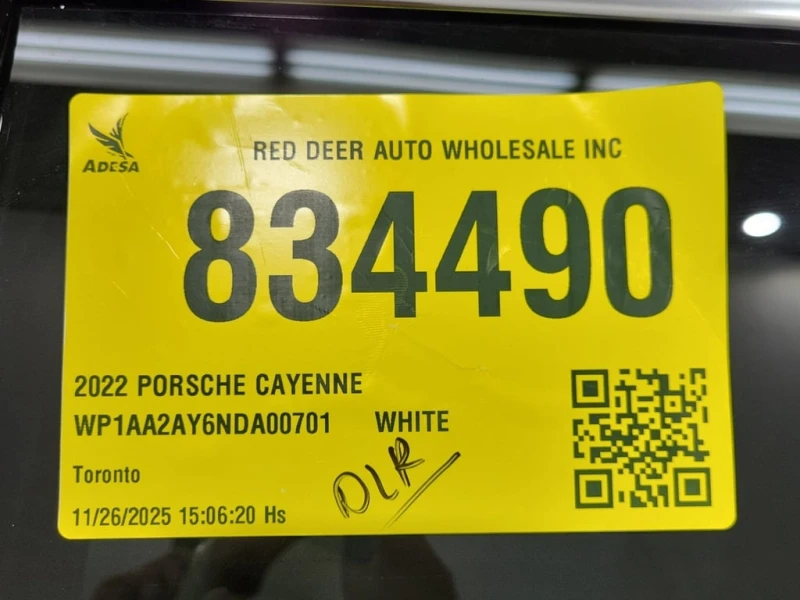 ADESA
RED DEER AUTO WHOLESALE INC
834490
2022 PORSCHE CAYENNE
WP1AA2AY6NDA00701 WHITE
DLR
Toronto
11/26/2025 15:06:20 Hs